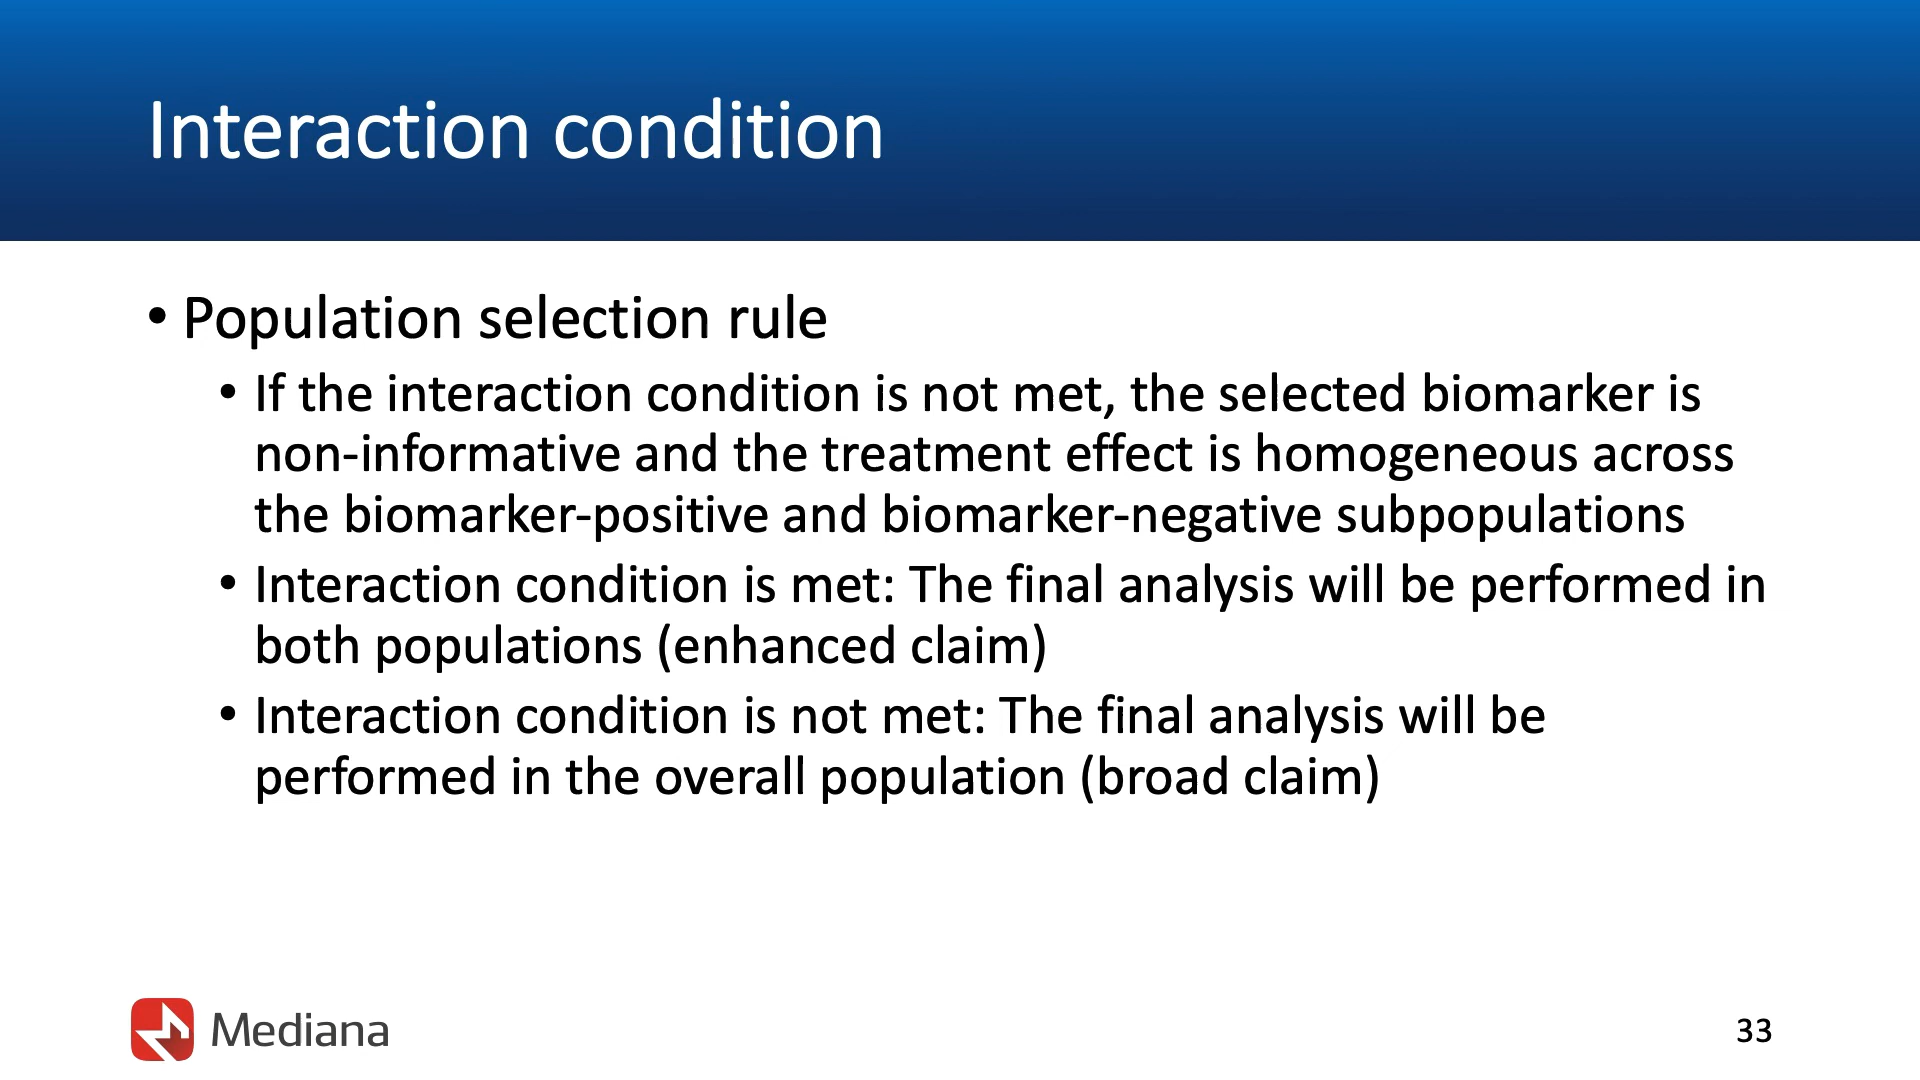 Interaction condition
• Population selection rule
• If the interaction condition is not met, the selected biomarker is
non-informative and the treatment effect is homogeneous across
the biomarker-positive and biomarker-negative subpopulations
• Interaction condition is met: The final analysis will be performed in
both populations (enhanced claim)
• Interaction condition is not met: The final analysis will be
performed in the overall population (broad claim)
Mediana
33